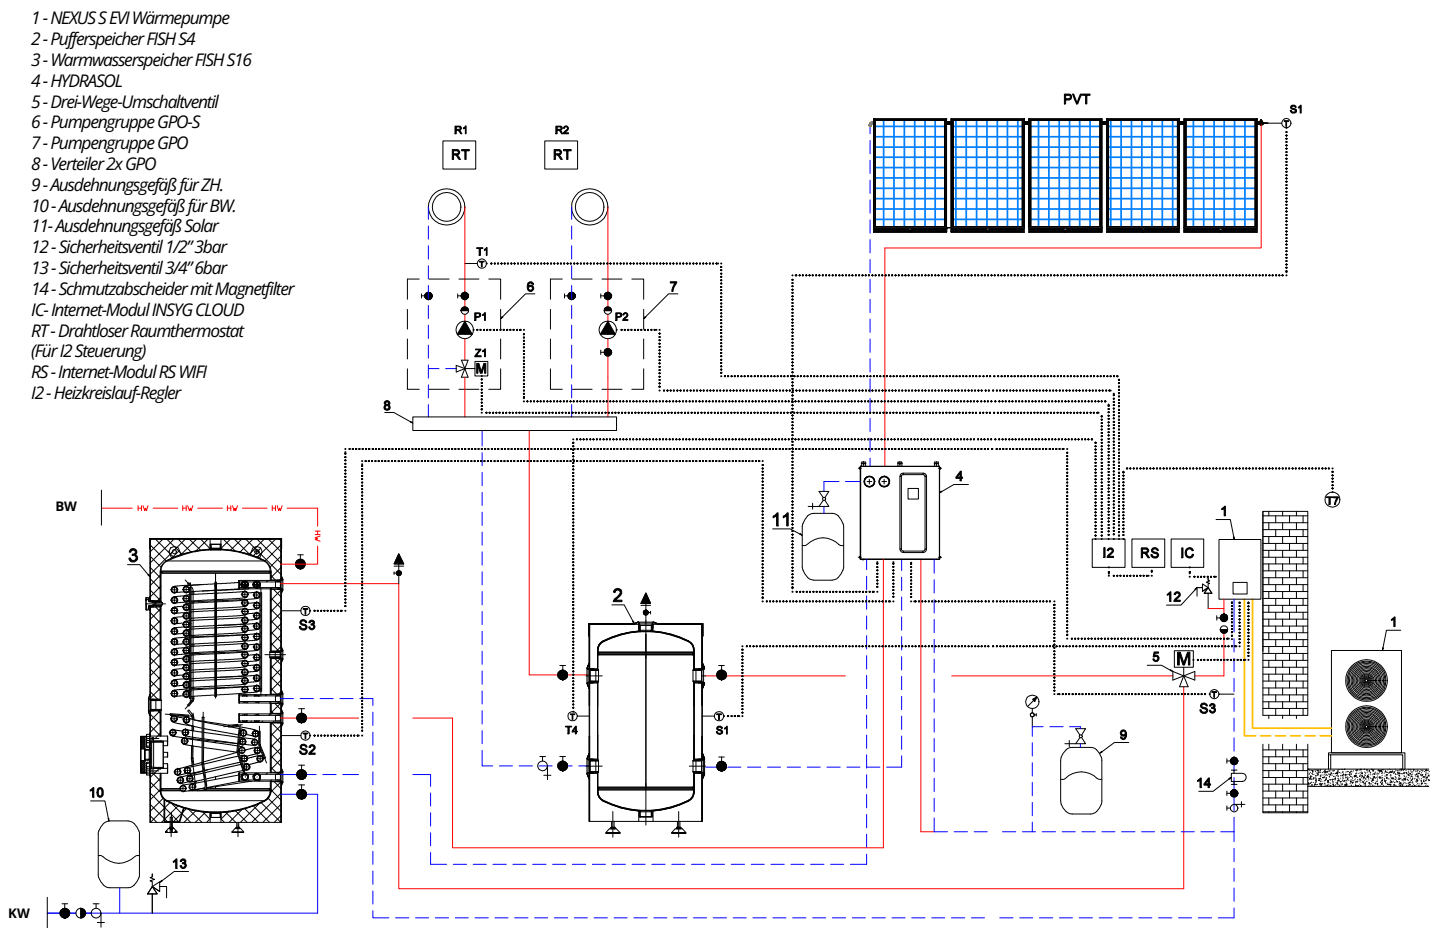 1 - NEXUS S EVI Wärmepumpe
2 - Pufferspeicher FISH S4
3 - Warmwasserspeicher FISH S16
4 - HYDRASOL
5 - Drei-Wege-Umschaltventil
6 - Pumpengruppe GPO-S
7 - Pumpengruppe GPO
8 - Verteiler 2x GPO
9 - Ausdehnungsgefäß für ZH.
10 - Ausdehnungsgefäß für BW.
11- Ausdehnungsgefäß Solar
12 - Sicherheitsventil 1/2” 3bar
13 - Sicherheitsventil 3/4” 6bar
14 - Schmutzabscheider mit Magnetfilter
IC- Internet-Modul INSYG CLOUD
RT - Drahtloser Raumthermostat
(Für I2 Steuerung)
RS - Internet-Modul RS WIFI
I2 - Heizkreislauf-Regler
PVT
S1
R1
R2
RT
RT
T1
6
7
P1
P2
Z1
M
8
4
BW
HW HW HW HW
HW
11
T7
1
3
I2
RS
IC
12
2
S3
1
M
5
T4
S1
S3
S2
9
14
10
13
KW